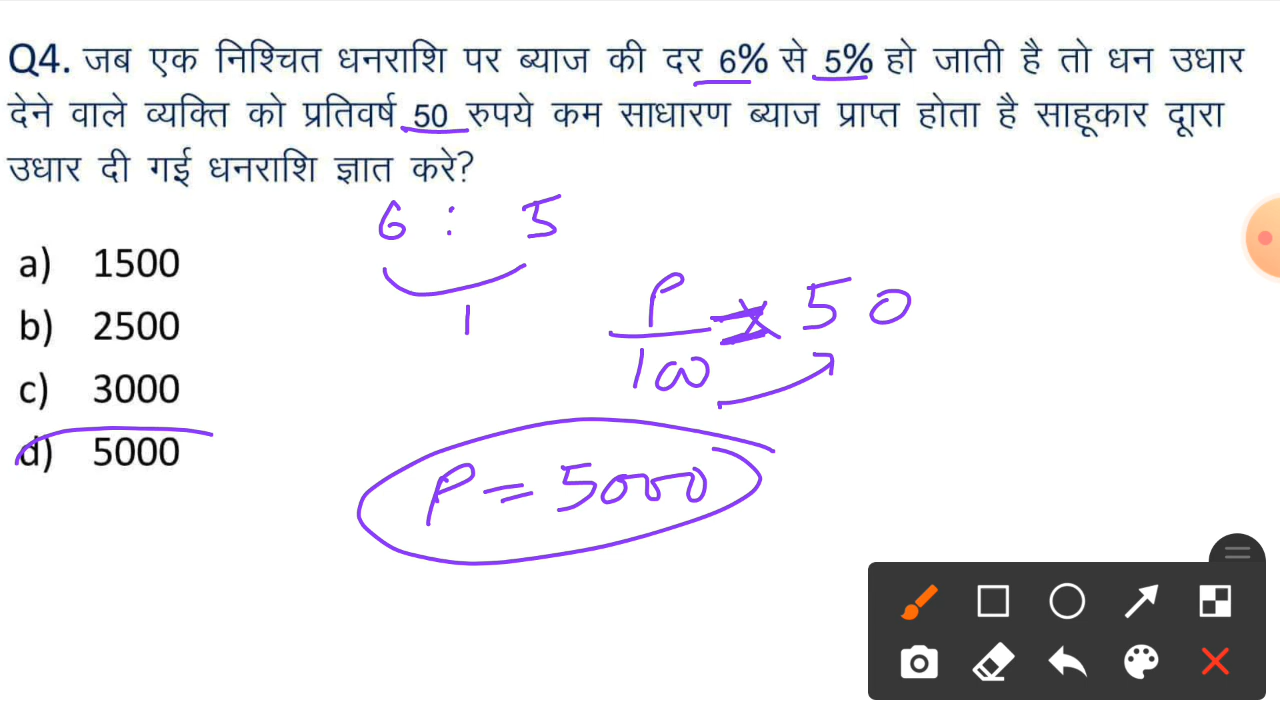 Q4. जब एक निश्चित धनराशि पर ब्याज की दर 6% से 5% हो जाती है तो धन उधार
देने वाले व्यक्ति को प्रतिवर्ष 50 रुपये कम साधारण ब्याज प्राप्त होता है साहूकार दूारा
उधार दी गई धनराशि ज्ञात करे?
6 : 5
1
a) 1500
b) 2500
c) 3000
d) 5000
P
100
50
P = 5000